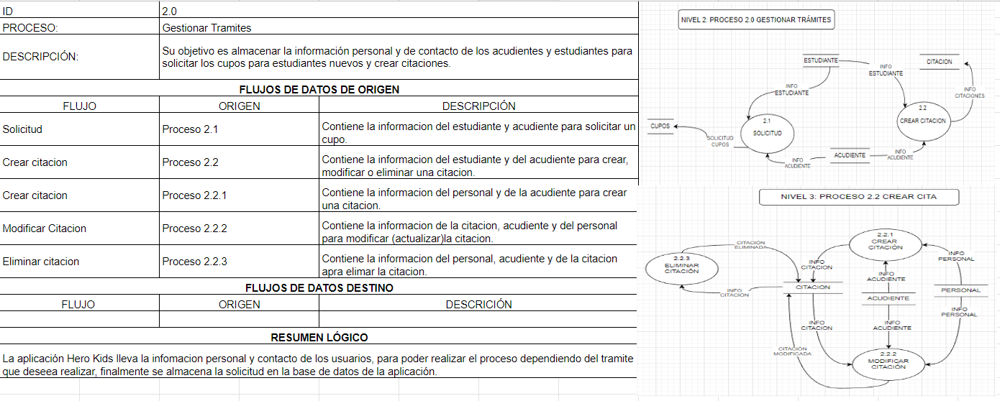 ID 2.0
PROCESO: Gestionar Tramites
DESCRIPCIÓN: Su objetivo es almacenar la información personal y de contacto de los acudientes y estudiantes para
solicitar los cupos para estudiantes nuevos y crear citaciones.
FLUJOS DE DATOS DE ORIGEN
FLUJO ORIGEN DESCRIPCIÓN
Solicitud Proceso 2.1 Contiene la informacion del estudiante y acudiente para solicitar un
cupo.
Crear citacion Proceso 2.2 Contiene la informacion del estudiante y del acudiente para crear,
modificar o eliminar una citacion.
Crear citacion Proceso 2.2.1 Contiene la informacion del personal y de la acudiente para crear
una citacion.
Modificar Citacion Proceso 2.2.2 Contiene la informacion de la citacion, acudiente y del personal
para modificar (actualizar)la citacion.
Eliminar citacion Proceso 2.2.3 Contiene la informacion del personal, acudiente y de la citacion
apra elimar la citacion.
FLUJOS DE DATOS DESTINO
FLUJO ORIGEN DESCRICIÓN
RESUMEN LÓGICO
La aplicación Hero Kids lleva la infomacion personal y contacto de los usuarios, para poder realizar el proceso dependiendo del tramite
que deseea realizar, finalmente se almacena la solicitud en la base de datos de la aplicación.
NIVEL 2: PROCESO 2.0 GESTIONAR TRÁMITES
ESTUDIANTE
CITACION
INFO
ESTUDIANTE
INFO
ESTUDIANTE
INFO
CITACIONES
2.2
CREAR CITACION
2.1
SOLICITUD
CUPOS
SOLICITUD
CUPOS
ACUDIENTE
INFO
ACUDIENTE
INFO
ACUDIENTE
NIVEL 3: PROCESO 2.2 CREAR CITA
2.2.1
CREAR
CITACIÓN
CITACION
ELIMINADA
2.2.3
ELIMINAR
CITACIÓN
INFO
CITACION
INFO
PERSONAL
INFO
ACUDIENTE
CITACION
INFO
CITACION
PERSONAL
ACUDIENTE
INFO
PERSONAL
INFO
CITACION
INFO
ACUDIENTE
CITACION
MODIFICADA
2.2.2
MODIFICAR
CITACIÓN